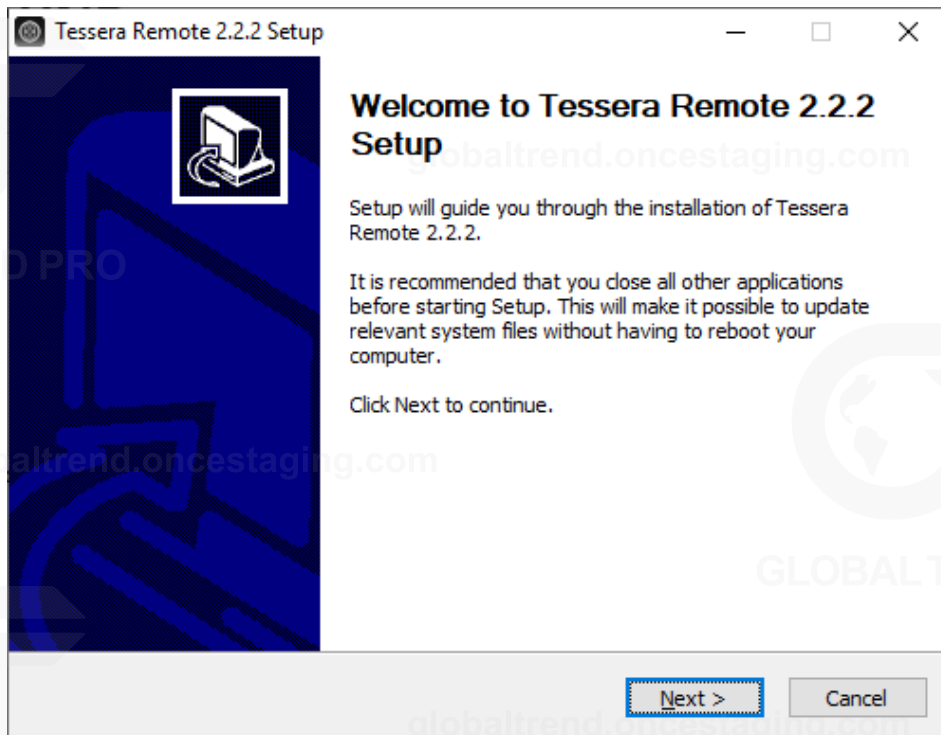 Tessera Remote 2.2.2 Setup
Welcome to Tessera Remote 2.2.2
Setup
globaltrend.oncestaging.com
Setup will guide you through the installation of Tessera
Remote 2.2.2.
PRO
It is recommended that you close all other applications
before starting Setup. This will make it possible to update
relevant system files without having to reboot your
computer.
Click Next to continue.
altrend.oncestaging.com
GLOBAL
Next >
Cancel
globaltrend.oncestaging.com